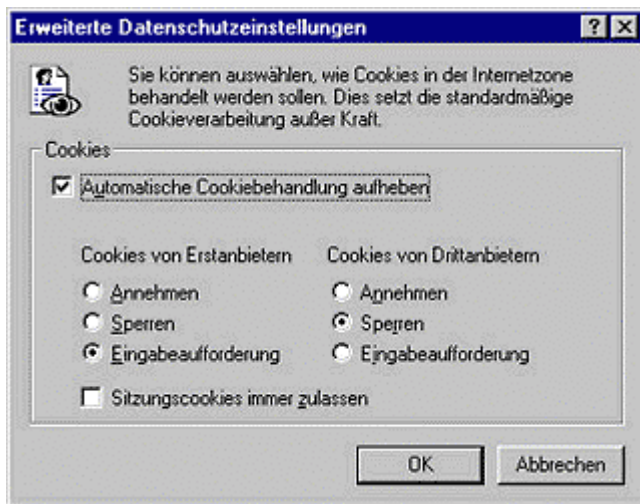 Erweiterte Datenschutzeinstellungen
Sie können auswählen, wie Cookies in der Internetzone
behandelt werden sollen. Dies setzt die standardmäßige
Cookieverarbeitung außer Kraft.
Cookies
Automatische Cookiebehandlung aufheben
Cookies von Erstanbietern
Annehmen
Sperren
Eingabeaufforderung
Cookies von Drittanbietern
Annehmen
Sperren
Eingabeaufforderung
Sitzungscookies immer zulassen
OK
Abbrechen